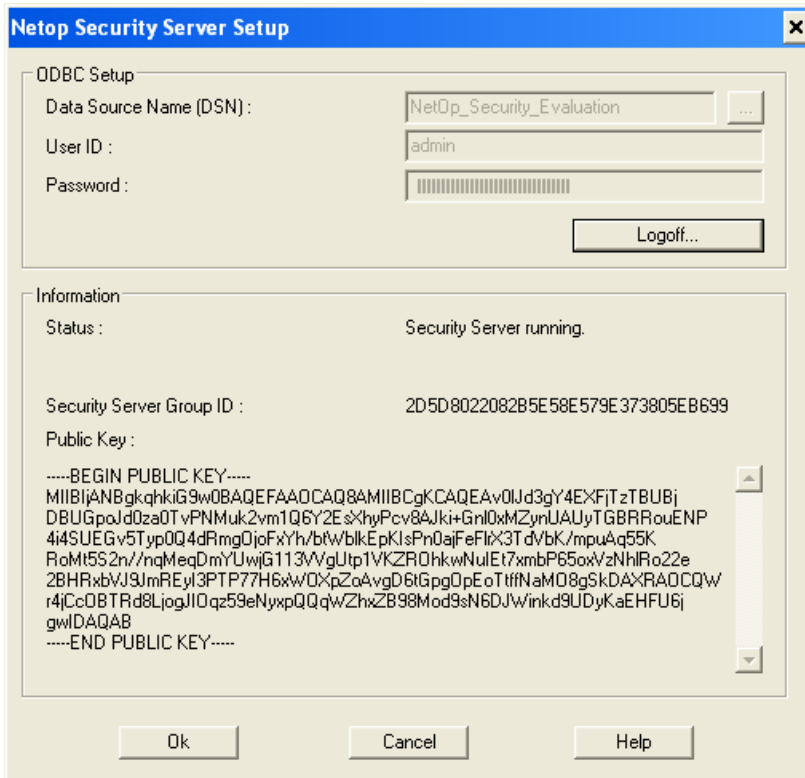 Netop Security Server Setup
ODBC Setup
Data Source Name (DSN) :
NetOp_Security_Evaluation
...
User ID :
admin
Password :
Logoff...
Information
Status :
Security Server running.
Security Server Group ID :
2D5D8022082B5E58E579E373805EB699
Public Key :
-----BEGIN PUBLIC KEY-----
MIIBIjANBgkqhkiG9w0BAQEFAAOCAQ8AMIIBCgKCAQEAv0lJd3gY4EXFjTzTBUBj
DBUGpoJd0za0TvPNMuk2vm1Q6Y2EsXhyPcv8AJki+Gnl0xMZynUAUyTGBRRouENP
4i4SUEGv5Typ0Q4dRmgOjoFxYh/btWblkEpKIsPn0ajFeFlrX3TdVbK/mpuAq55K
RoMt5S2n//nqMeqDmYUwjG113VVgUtp1VKZROhkwNulEt7xmbP65oxVzNhlRo22e
2BHRxbVJ9JmREyI3PTP77H6xWOXpZoAvgD6tGpgOpEoTtffNaMO8gSkDAXRAOCQW
r4jCcOBTRd8LjogJIOqz59eNyxpQQqWZhxZB98Mod9sN6DJWinkd9UDyKaEHFU6j
gwIDAQAB
-----END PUBLIC KEY-----
Ok
Cancel
Help